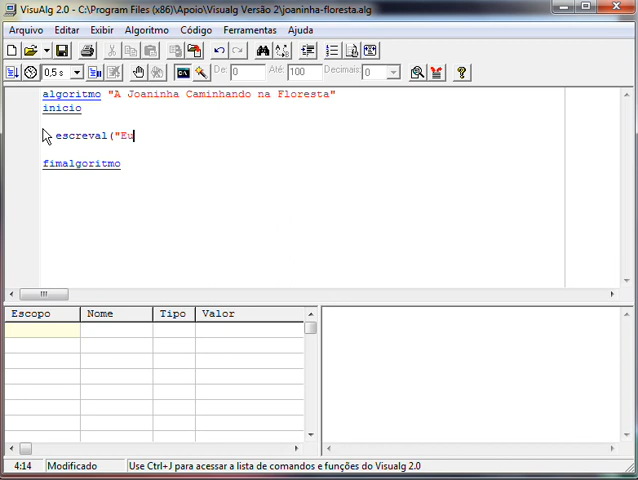 VisuAlg 2.0 - C:\Program Files (x86)\Apoio\Visualg Versão 2\joaninha-floresta.alg
Arquivo Editar Exibir Algoritmo Código Ferramentas Ajuda
0,5 s De: 0 Até: 100 Decimais: 0
algoritmo "A Joaninha Caminhando na Floresta"
inicio
escreval("Eu
fimalgoritmo
Escopo Nome Tipo Valor
4:14 Modificado Use Ctrl+J para acessar a lista de comandos e funções do Visualg 2.0